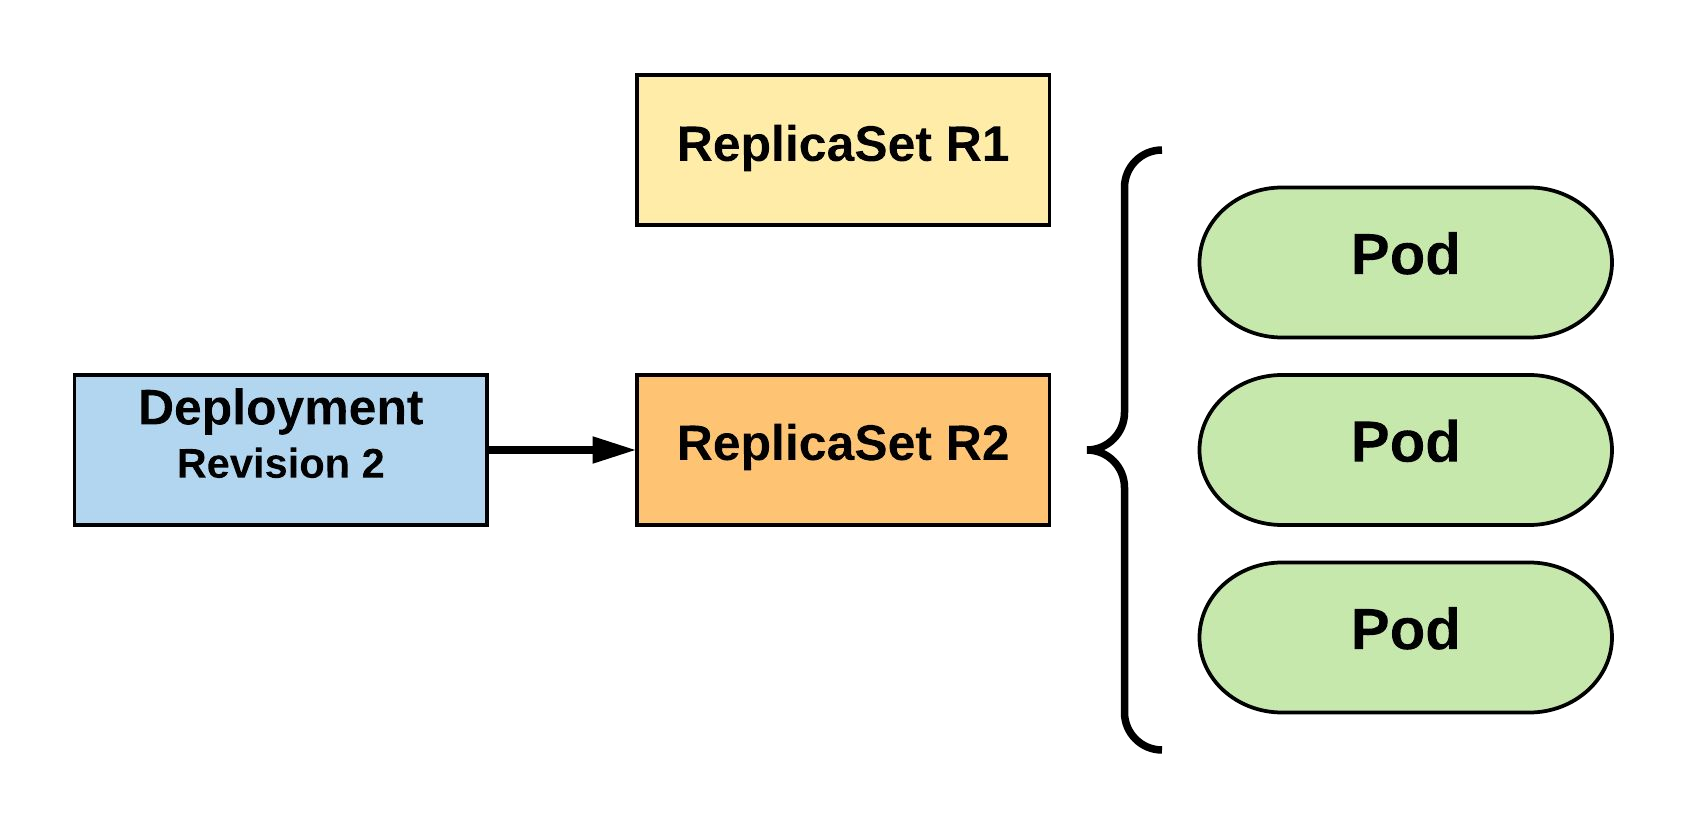 ReplicaSet R1
Pod
Deployment
Revision 2
ReplicaSet R2
Pod
Pod